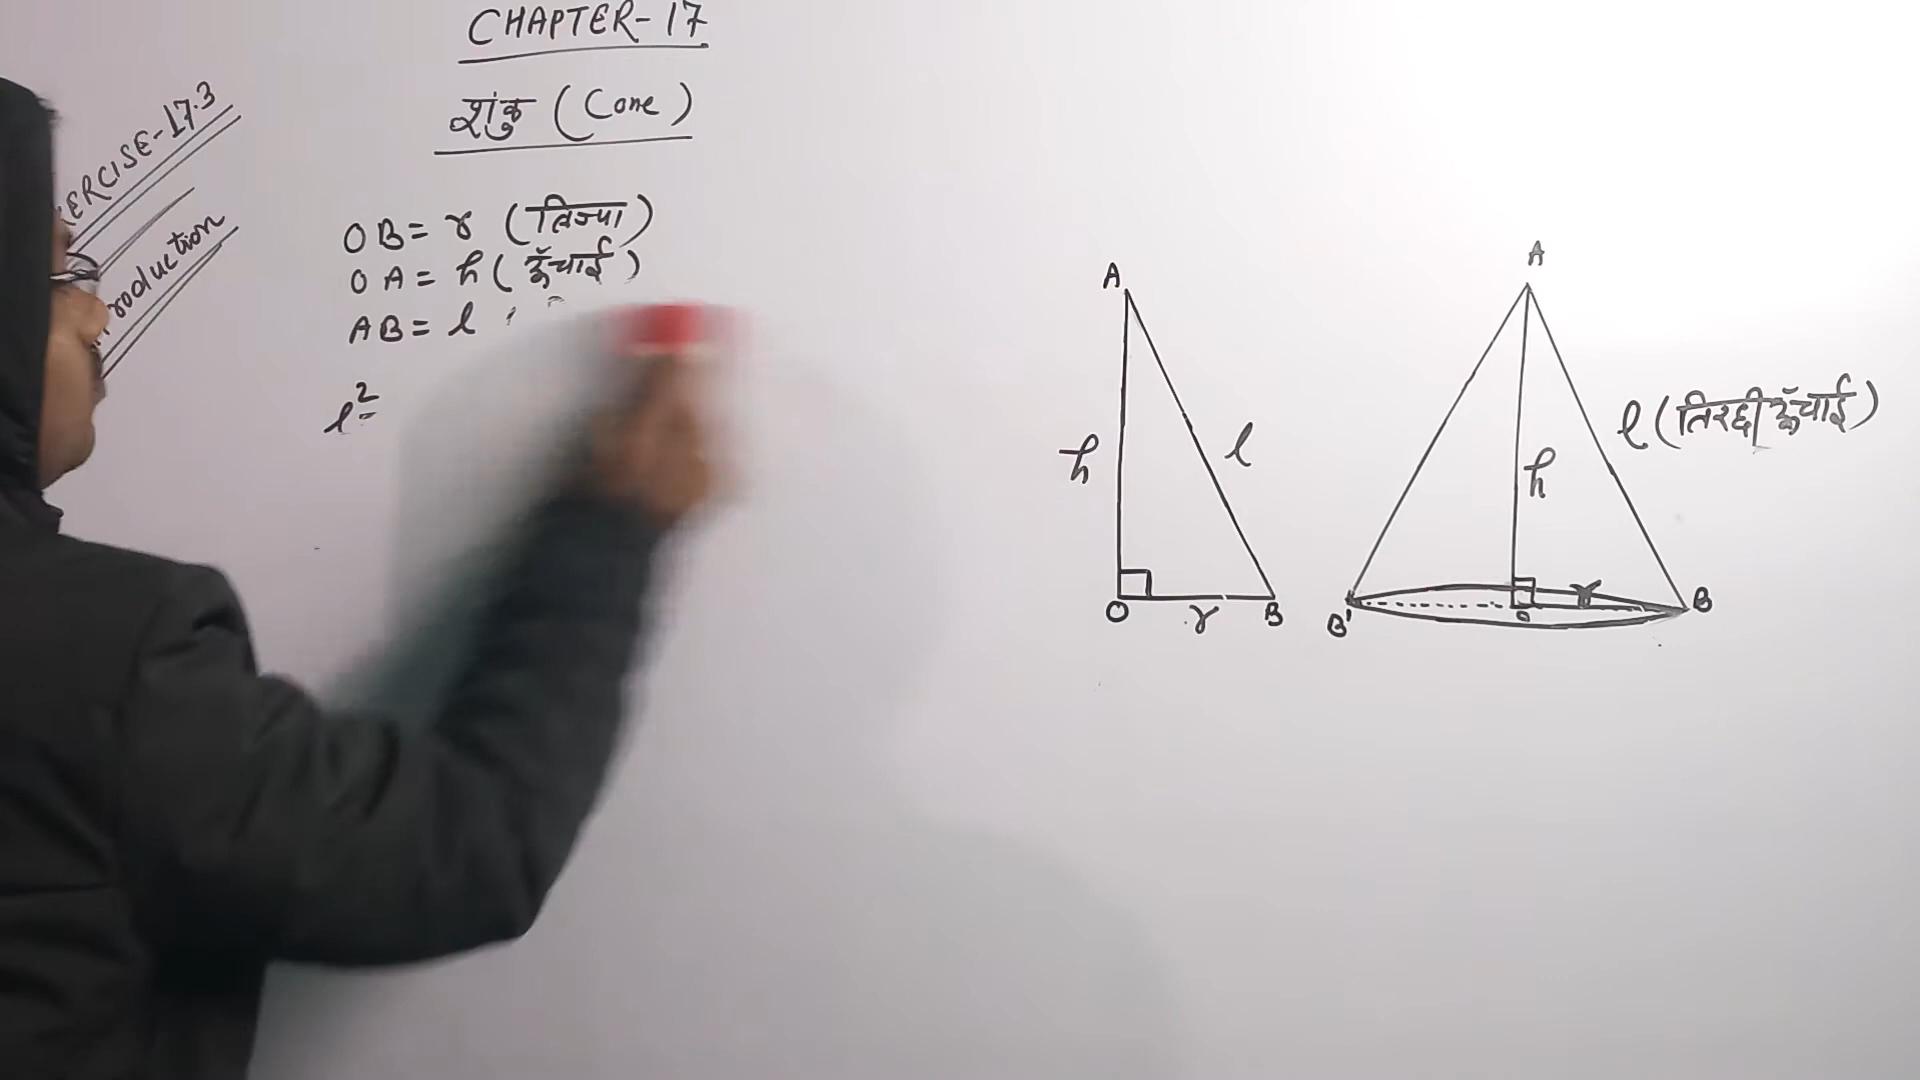 CHAPTER-17
शंकु (Cone)
ERCISE-17.3
roduction
OB = r (त्रिज्या)
OA = h (ऊँचाई)
AB = l
l² =
A
h
l
O
r
B
A
l (तिरछी ऊँचाई)
h
r
B'
O
B